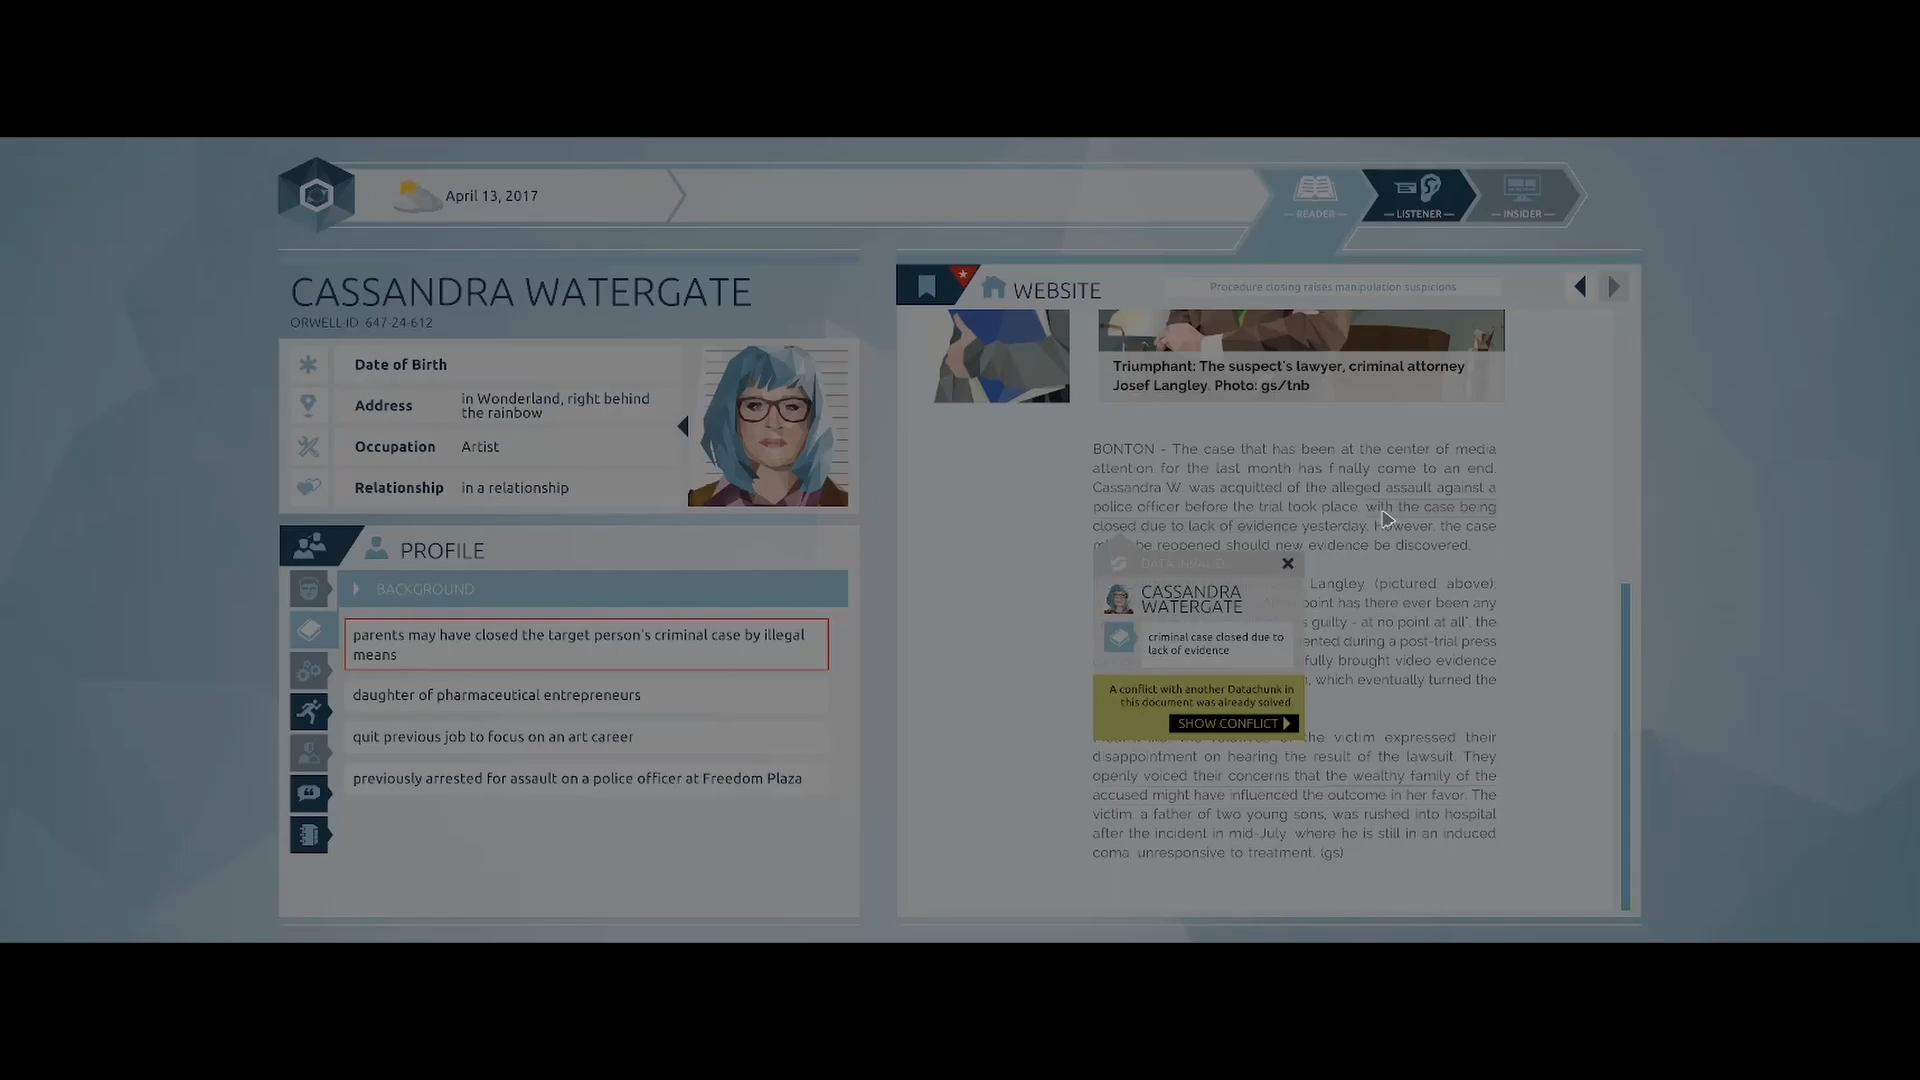 April 13, 2017
— READER —
— LISTENER —
— INSIDER —
CASSANDRA WATERGATE
ORWELL-ID 647-24-612
Date of Birth
Address in Wonderland, right behind
the rainbow
Occupation Artist
Relationship in a relationship
PROFILE
BACKGROUND
parents may have closed the target person's criminal case by illegal
means
daughter of pharmaceutical entrepreneurs
quit previous job to focus on an art career
previously arrested for assault on a police officer at Freedom Plaza
WEBSITE
Procedure closing raises manipulation suspicions
Triumphant: The suspect's lawyer, criminal attorney
Josef Langley. Photo: gs/tnb
BONTON - The case that has been at the center of media
attention for the last month has finally come to an end.
Cassandra W. was acquitted of the alleged assault against a
police officer before the trial took place, with the case being
closed due to lack of evidence yesterday. However, the case
be reopened should new evidence be discovered.
DATA INVALID
CASSANDRA
WATERGATE
criminal case closed due to
lack of evidence
A conflict with another Datachunk in
this document was already solved.
SHOW CONFLICT
Langley (pictured above).
point has there ever been any
guilty - at no point at all", the
during a post-trial press
brought video evidence
which eventually turned the
the victim expressed their
disappointment on hearing the result of the lawsuit. They
openly voiced their concerns that the wealthy family of the
accused might have influenced the outcome in her favor. The
victim, a father of two young sons, was rushed into hospital
after the incident in mid-July, where he is still in an induced
coma, unresponsive to treatment. (gs)